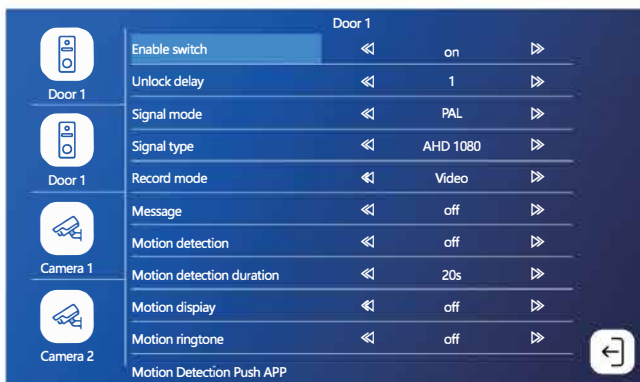 Door 1
Door 1
Door 1
Camera 1
Camera 2
Enable switch on
Unlock delay 1
Signal mode PAL
Signal type AHD 1080
Record mode Video
Message off
Motion detection off
Motion detection duration 20s
Motion display off
Motion ringtone off
Motion Detection Push APP